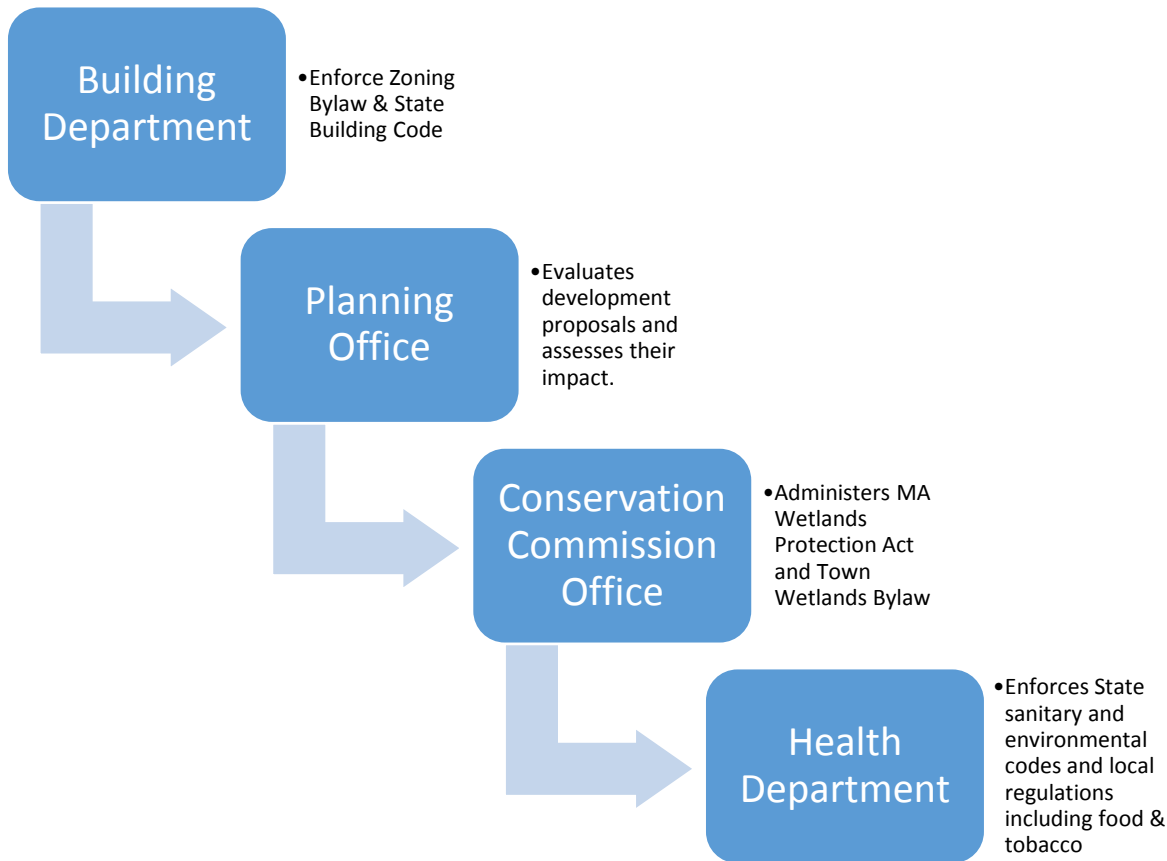 Building
Department
•Enforce Zoning
Bylaw & State
Building Code
Planning
Office
•Evaluates
development
proposals and
assesses their
impact.
Conservation
Commission
Office
•Administers MA
Wetlands
Protection Act
and Town
Wetlands Bylaw
Health
Department
•Enforces State
sanitary and
environmental
codes and local
regulations
including food &
tobacco